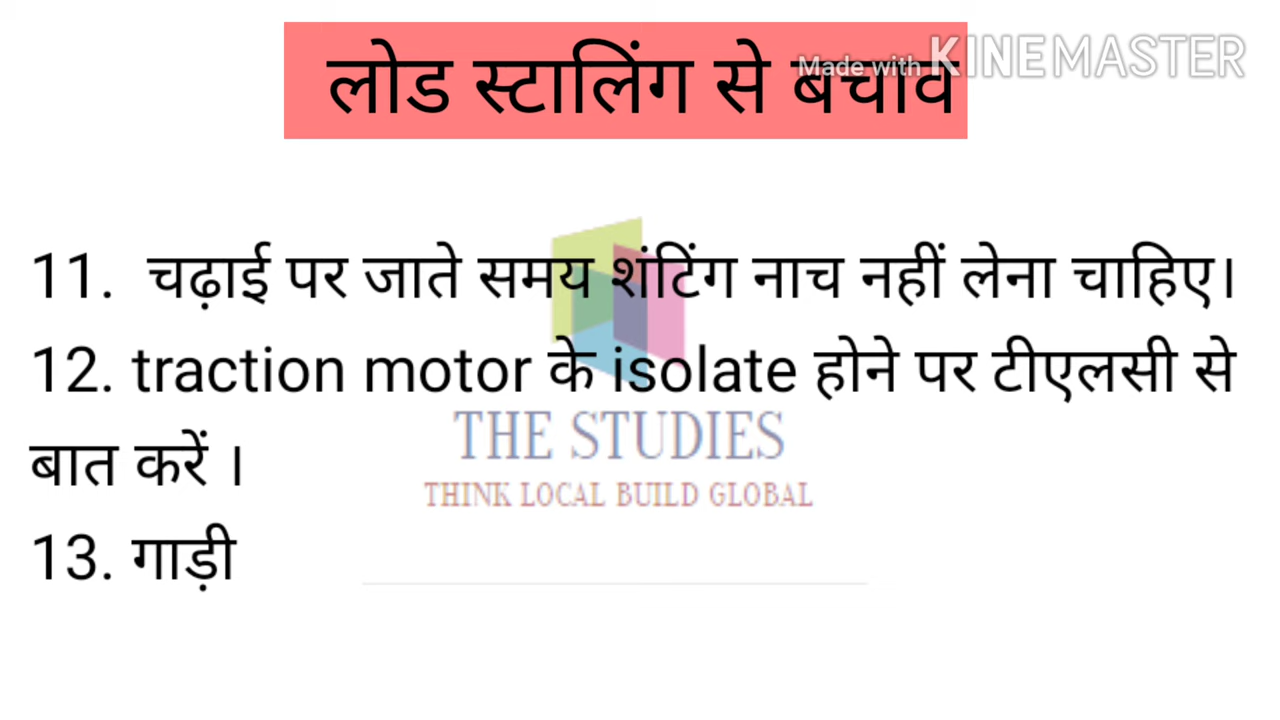 लोड स्टालिंग से बचाव
Made with KINEMASTER
11. चढ़ाई पर जाते समय शंटिंग नाच नहीं लेना चाहिए।
12. traction motor के isolate होने पर टीएलसी से
बात करें ।
THE STUDIES
THINK LOCAL BUILD GLOBAL
13. गाड़ी